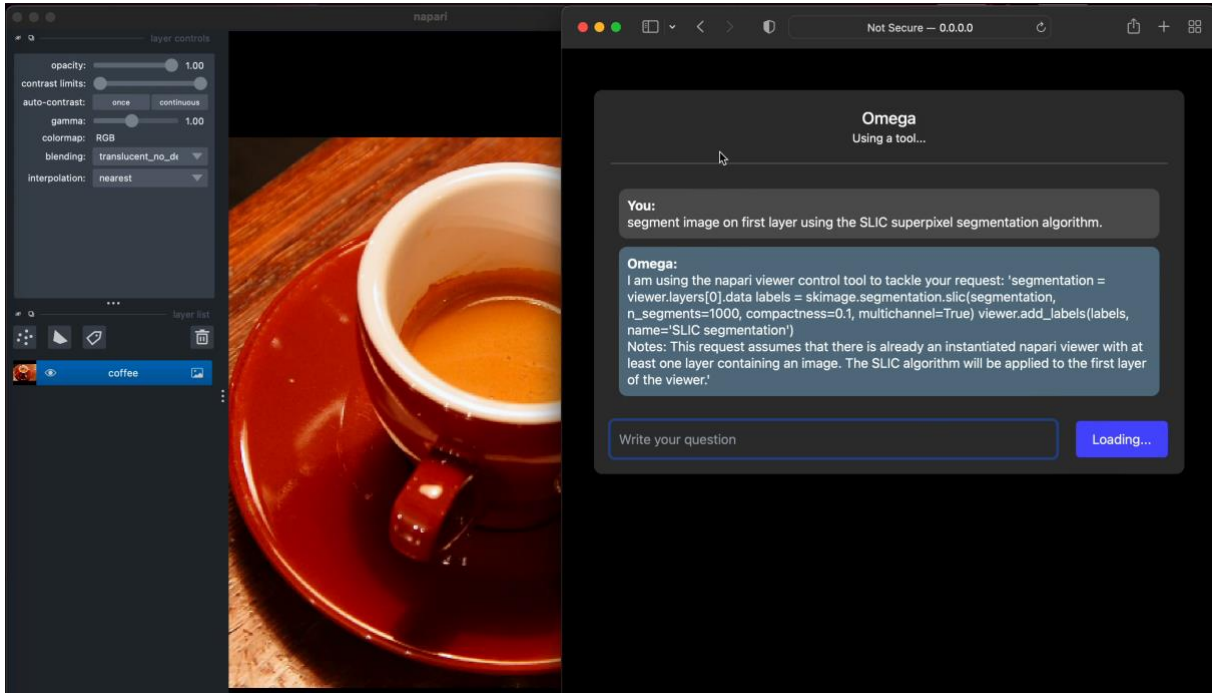 napari
layer controls
opacity: 1.00
contrast limits:
auto-contrast: once continuous
gamma: 1.00
colormap: RGB
blending: translucent_no_de
interpolation: nearest
layer list
coffee
Not Secure — 0.0.0.0
Omega
Using a tool...
You:
segment image on first layer using the SLIC superpixel segmentation algorithm.
Omega:
I am using the napari viewer control tool to tackle your request: 'segmentation =
viewer.layers[0].data labels = skimage.segmentation.slic(segmentation,
n_segments=1000, compactness=0.1, multichannel=True) viewer.add_labels(labels,
name='SLIC segmentation')
Notes: This request assumes that there is already an instantiated napari viewer with at
least one layer containing an image. The SLIC algorithm will be applied to the first layer
of the viewer.'
Write your question
Loading...